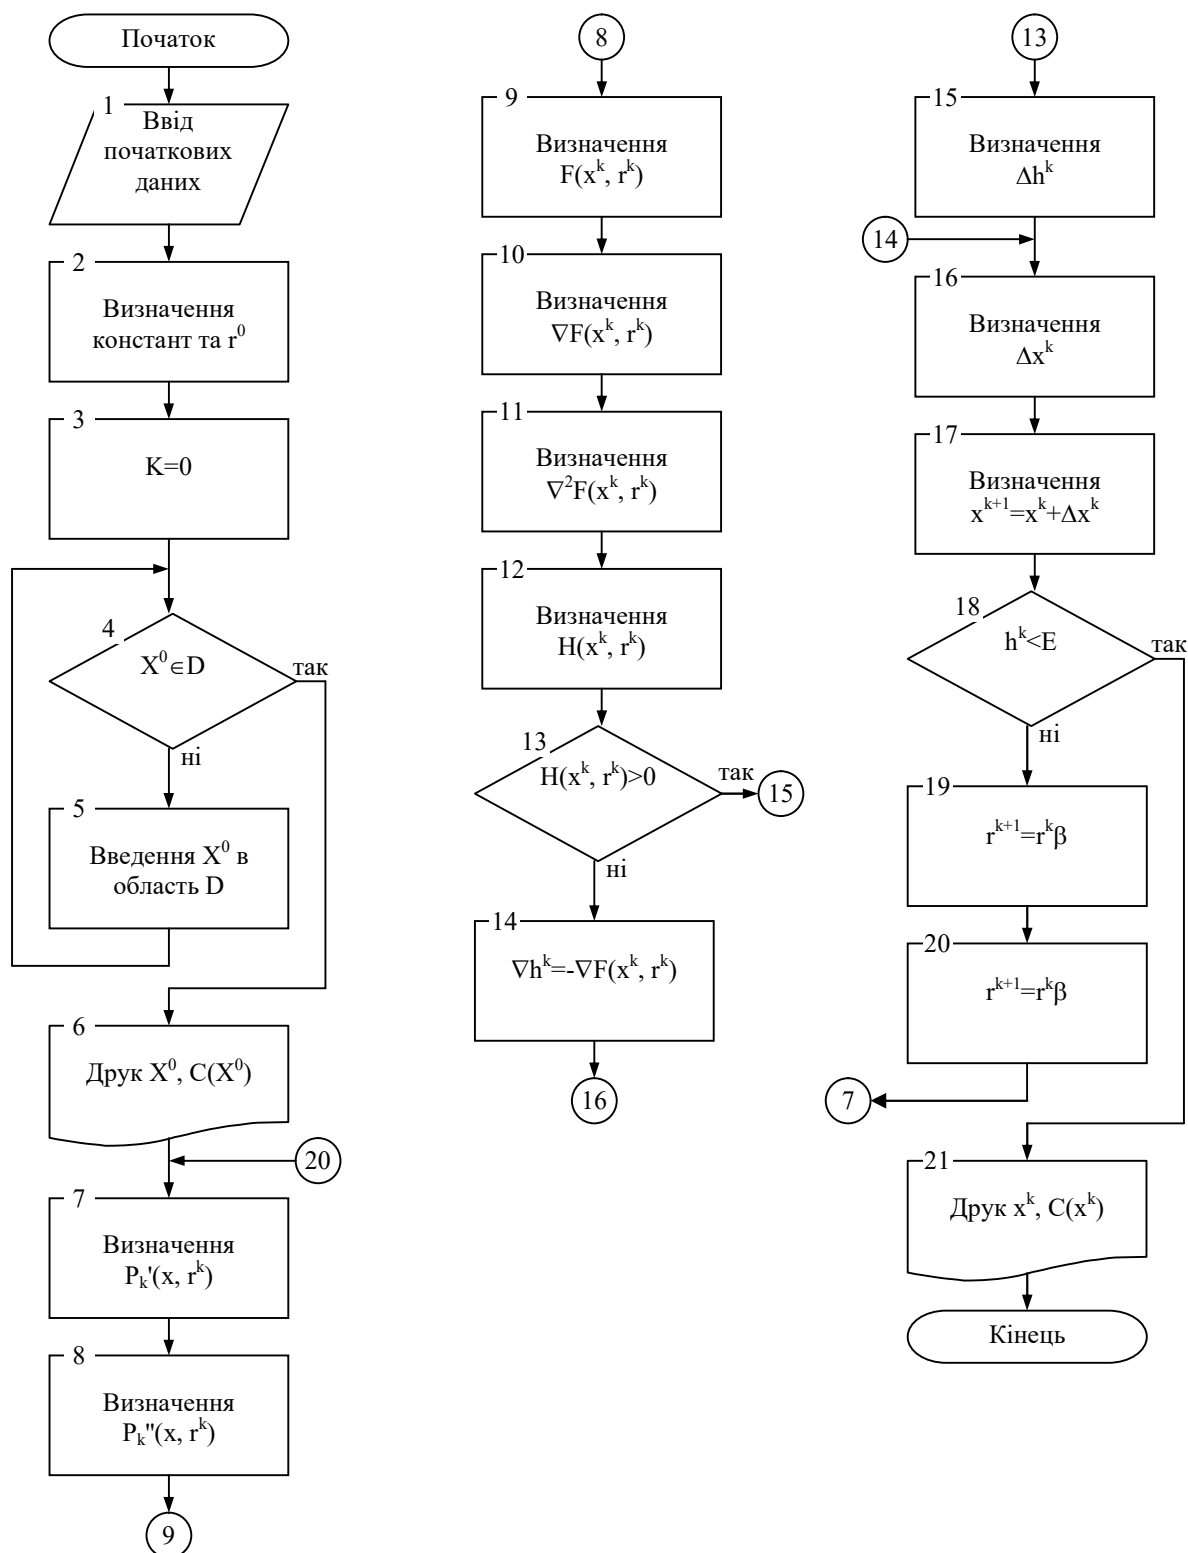 Початок
1
Ввід
початкових
даних
2
Визначення
констант та r⁰
3
K=0
4
X⁰∈D
так
ні
5
Введення X⁰ в
область D
6
Друк X⁰, C(X⁰)
20
7
Визначення
Pₖ'(x, rᵏ)
8
Визначення
Pₖ"(x, rᵏ)
9
8
9
Визначення
F(xᵏ, rᵏ)
10
Визначення
∇F(xᵏ, rᵏ)
11
Визначення
∇²F(xᵏ, rᵏ)
12
Визначення
H(xᵏ, rᵏ)
13
H(xᵏ, rᵏ)>0
так
15
ні
14
∇hᵏ=-∇F(xᵏ, rᵏ)
16
13
15
Визначення
Δhᵏ
14
16
Визначення
Δxᵏ
17
Визначення
xᵏ⁺¹=xᵏ+Δxᵏ
18
hᵏ<E
так
ні
19
rᵏ⁺¹=rᵏβ
20
rᵏ⁺¹=rᵏβ
7
21
Друк xᵏ, C(xᵏ)
Кінець